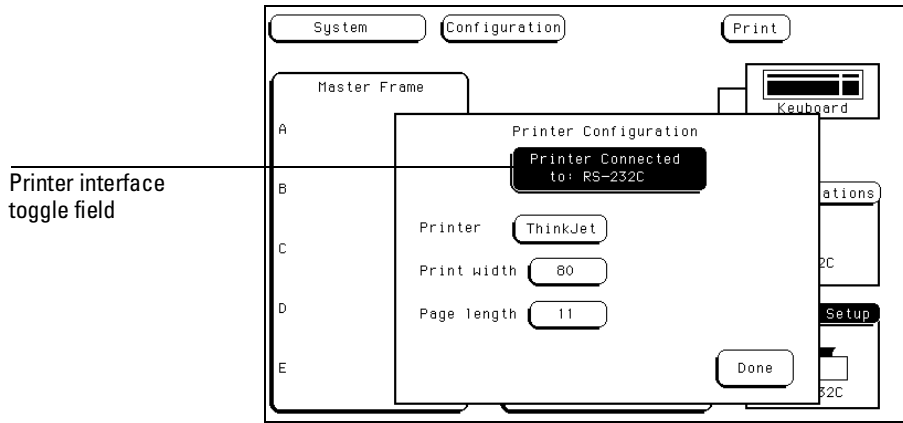 System
Configuration
Print
Master Frame
Keyboard
A
Printer Configuration
Printer Connected
to: RS-232C
Printer interface
toggle field
B
ations
Printer
ThinkJet
C
2C
Print width
80
D
Page length
11
Setup
E
Done
32C